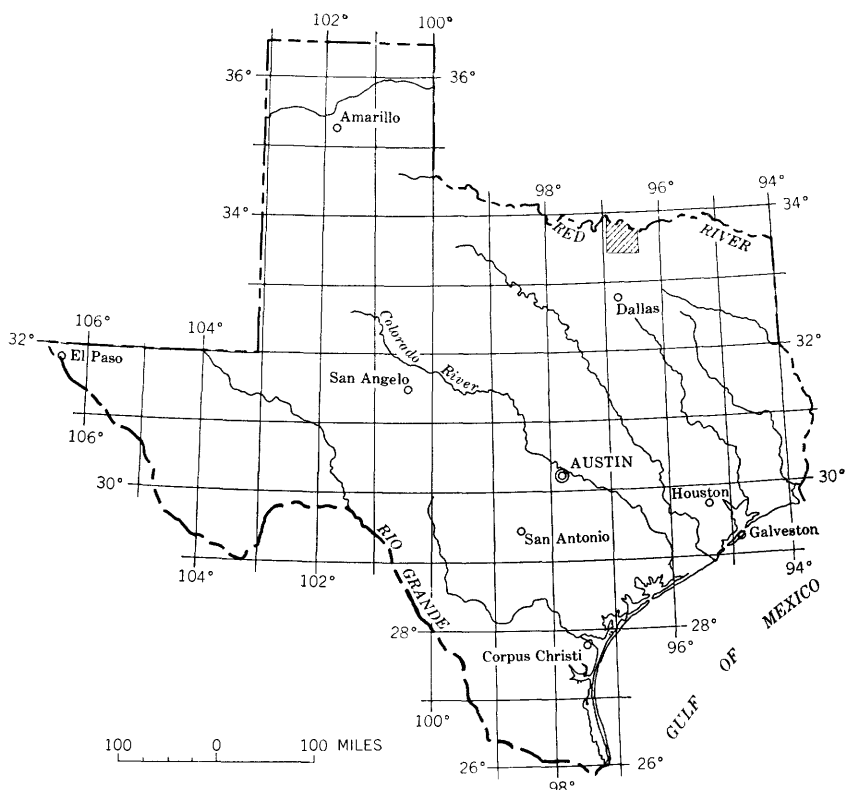 102° 100°
36° 36°
Amarillo
98° 96° 94°
34° 34°
RED RIVER
Dallas
106° 104°
32° 32°
El Paso
Colorado River
San Angelo
106°
AUSTIN
30° 30°
Houston
San Antonio
Galveston
RIO GRANDE
104° 102° 94°
28° 28°
96°
Corpus Christi
GULF OF MEXICO
100°
100 0 100 MILES
26° 26°
98°